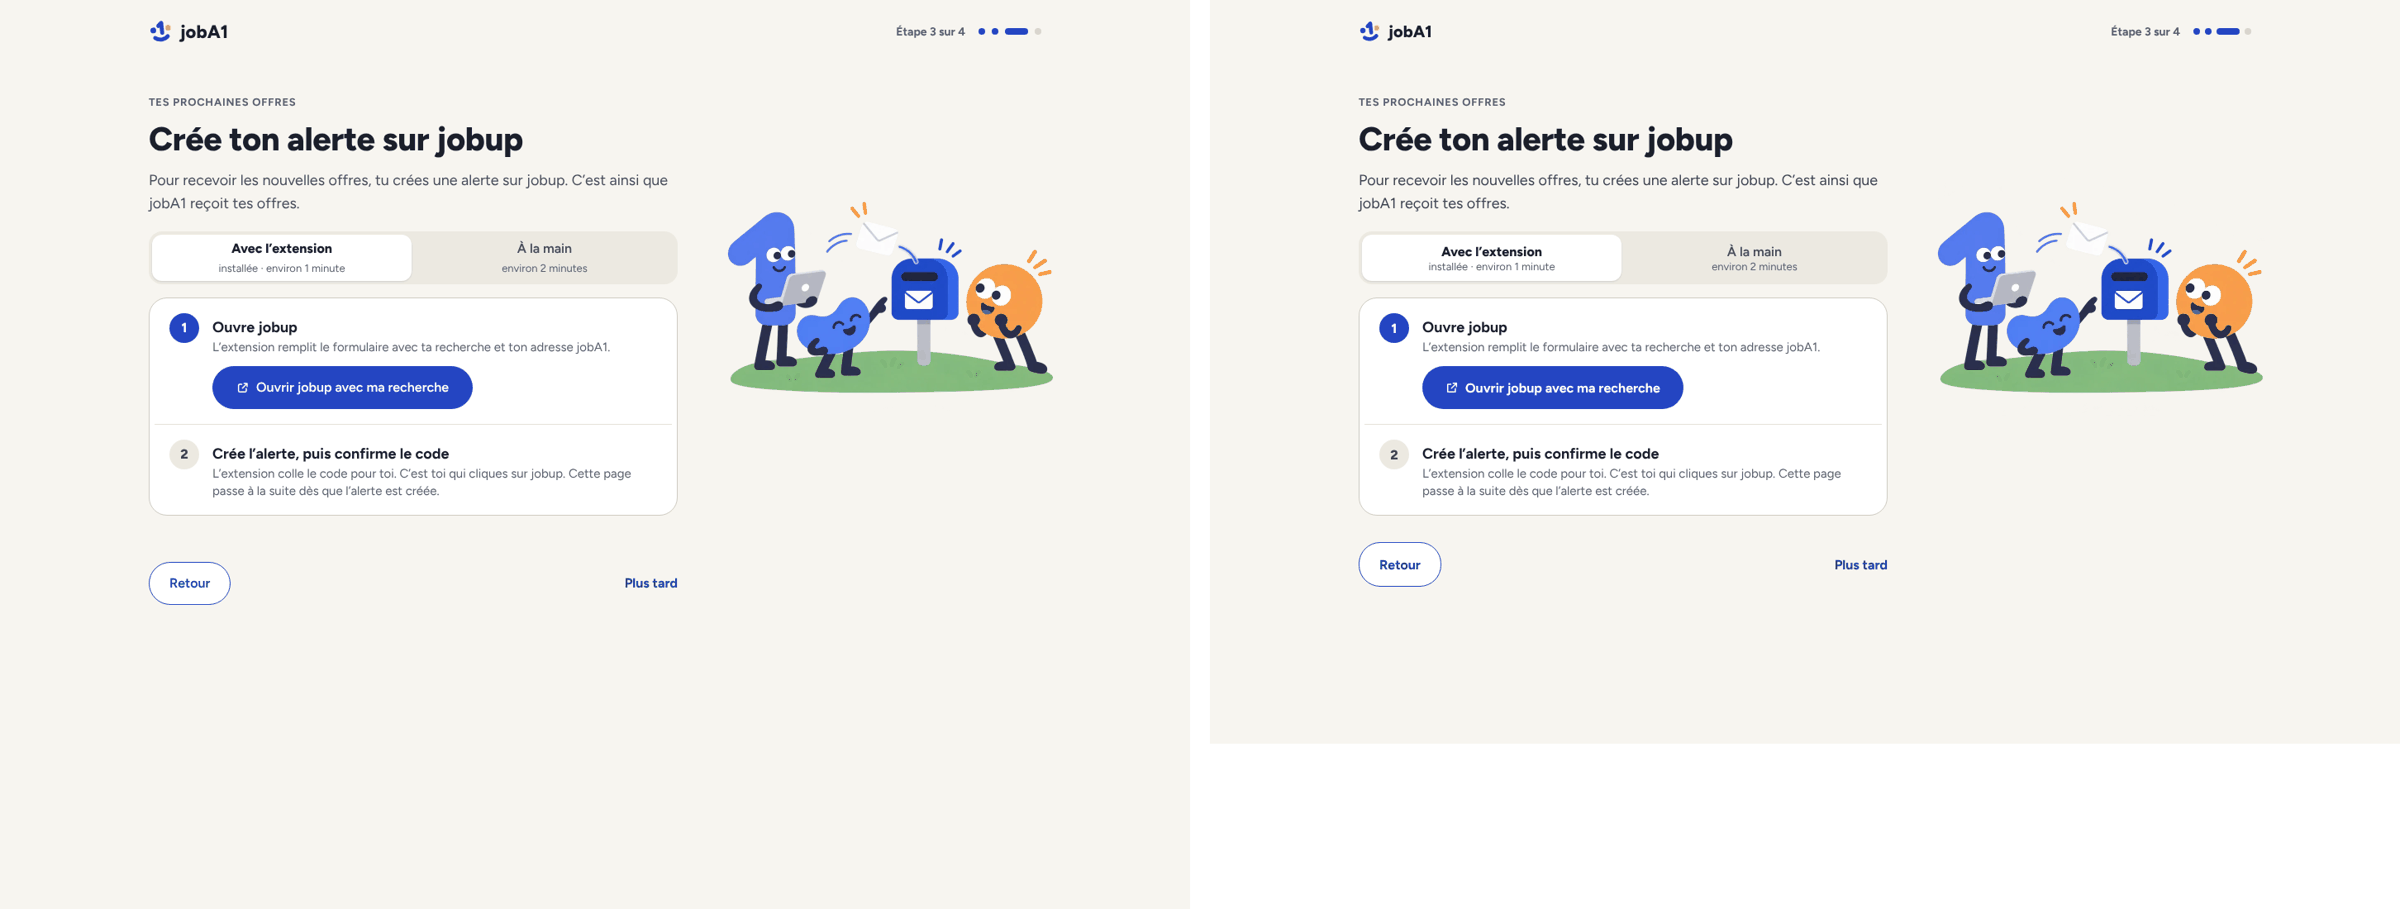 jobA1
Étape 3 sur 4
TES PROCHAINES OFFRES
Crée ton alerte sur jobup
Pour recevoir les nouvelles offres, tu crées une alerte sur jobup. C’est ainsi que
jobA1 reçoit tes offres.
Avec l’extension
installée · environ 1 minute
À la main
environ 2 minutes
1
Ouvre jobup
L’extension remplit le formulaire avec ta recherche et ton adresse jobA1.
Ouvrir jobup avec ma recherche
2
Crée l’alerte, puis confirme le code
L’extension colle le code pour toi. C’est toi qui cliques sur jobup. Cette page
passe à la suite dès que l’alerte est créée.
Retour
Plus tard
jobA1
Étape 3 sur 4
TES PROCHAINES OFFRES
Crée ton alerte sur jobup
Pour recevoir les nouvelles offres, tu crées une alerte sur jobup. C’est ainsi que
jobA1 reçoit tes offres.
Avec l’extension
installée · environ 1 minute
À la main
environ 2 minutes
1
Ouvre jobup
L’extension remplit le formulaire avec ta recherche et ton adresse jobA1.
Ouvrir jobup avec ma recherche
2
Crée l’alerte, puis confirme le code
L’extension colle le code pour toi. C’est toi qui cliques sur jobup. Cette page
passe à la suite dès que l’alerte est créée.
Retour
Plus tard